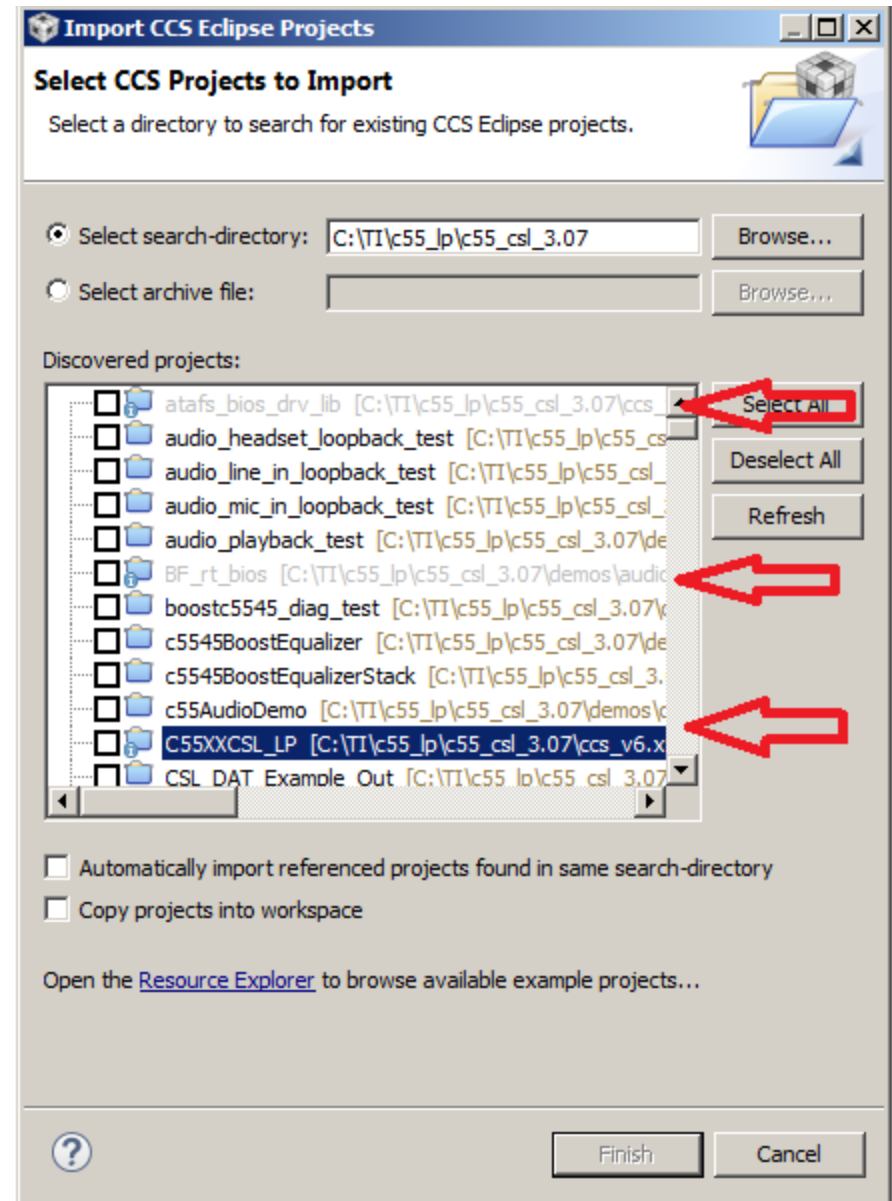 Import CCS Eclipse Projects
Select CCS Projects to Import
Select a directory to search for existing CCS Eclipse projects.
Select search-directory: C:\TI\c55_lp\c55_csl_3.07 Browse...
Select archive file: Browse...
Discovered projects:
atafs_bios_drv_lib [C:\TI\c55_lp\c55_csl_3.07\ccs_ Select All
audio_headset_loopback_test [C:\TI\c55_lp\c55_cs
audio_line_in_loopback_test [C:\TI\c55_lp\c55_csl_ Deselect All
audio_mic_in_loopback_test [C:\TI\c55_lp\c55_csl_ Refresh
audio_playback_test [C:\TI\c55_lp\c55_csl_3.07\de
BF_rt_bios [C:\TI\c55_lp\c55_csl_3.07\demos\audio
boostc5545_diag_test [C:\TI\c55_lp\c55_csl_3.07\
c5545BoostEqualizer [C:\TI\c55_lp\c55_csl_3.07\de
c5545BoostEqualizerStack [C:\TI\c55_lp\c55_csl_3.
c55AudioDemo [C:\TI\c55_lp\c55_csl_3.07\demos\
C55XXCSL_LP [C:\TI\c55_lp\c55_csl_3.07\ccs_v6.x
CSL_DAT_Example_Out [C:\TI\c55_lp\c55_csl_3.07
Automatically import referenced projects found in same search-directory
Copy projects into workspace
Open the Resource Explorer to browse available example projects...
? Finish Cancel